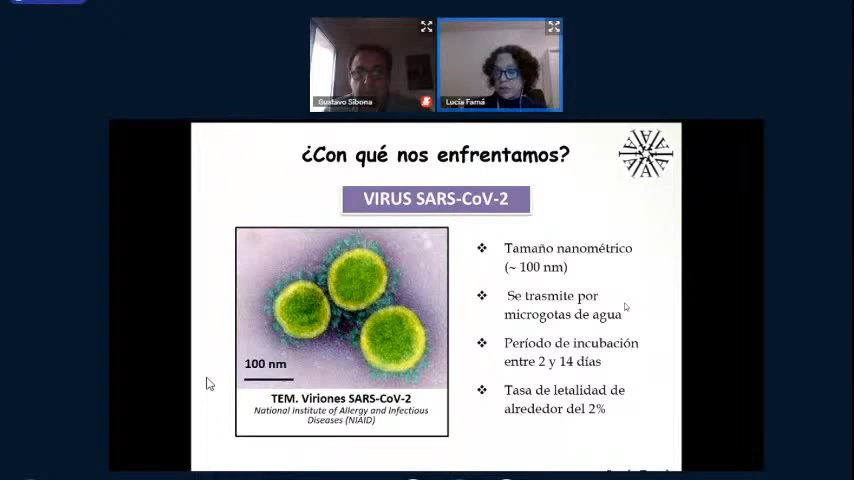 Gustavo Sibona
Lucía Famá
¿Con qué nos enfrentamos?
VIRUS SARS-CoV-2
Tamaño nanométrico
(~ 100 nm)
Se trasmite por
microgotas de agua
Período de incubación
entre 2 y 14 días
Tasa de letalidad de
alrededor del 2%
100 nm
TEM. Viriones SARS-CoV-2
National Institute of Allergy and Infectious
Diseases (NIAID)